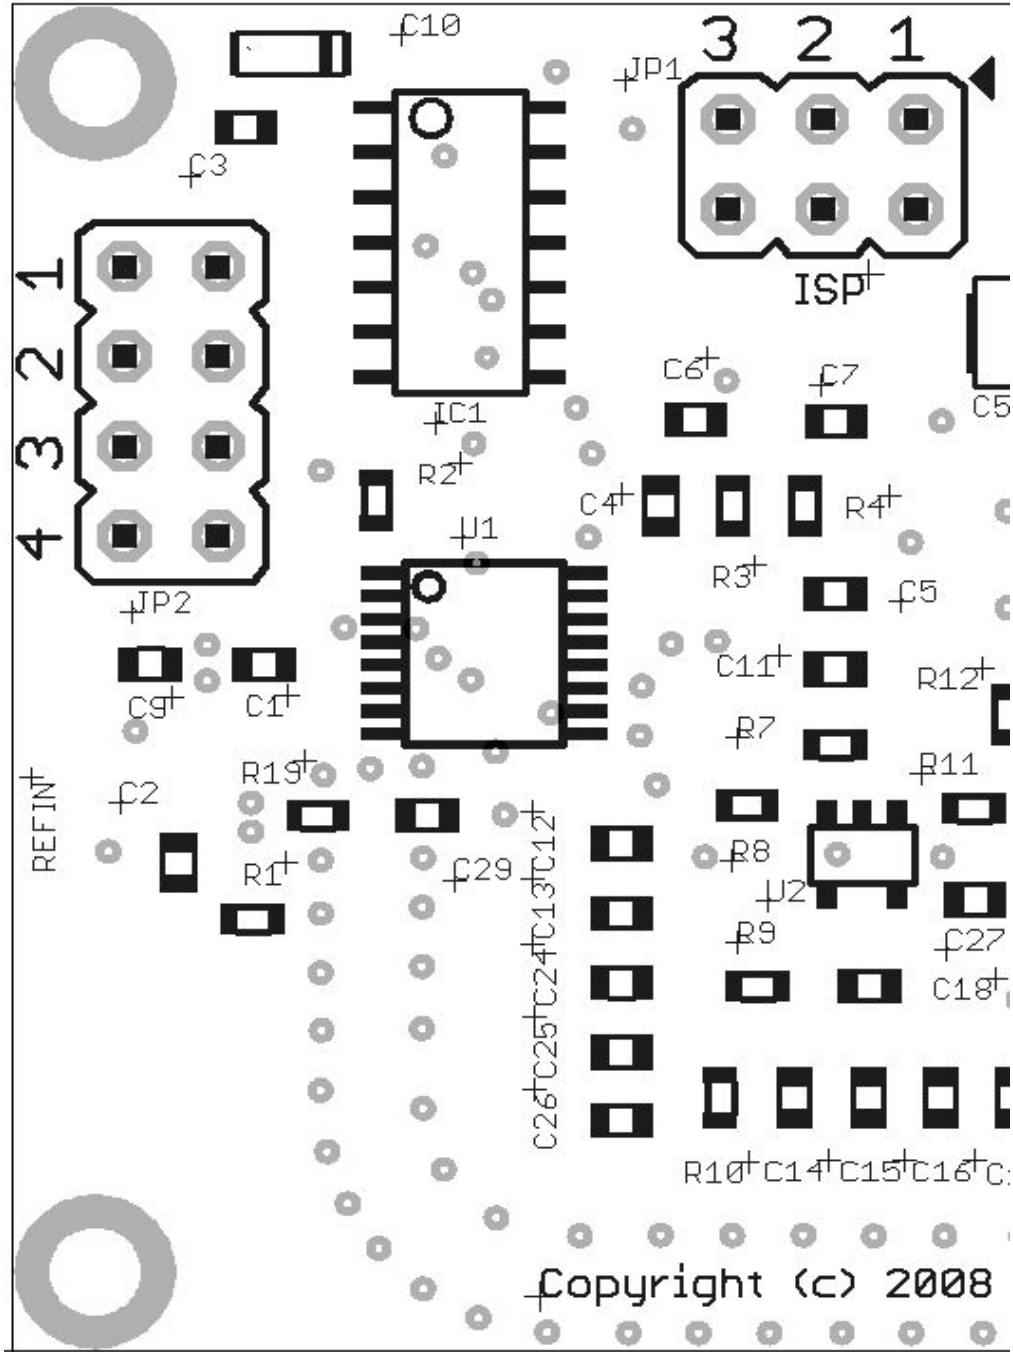 C10
3 2 1
JP1
C3
ISP
1
2
3
4
C6
C7
C5
IC1
R2
C4
R4
U1
R3
C5
JP2
C11
R12
C9
C1
R7
R19
R11
C2
REFIN
C12
R1
C29
R8
U2
C13
R9
C27
C24
C18
C25
C26
R10
C14
C15
C16
Copyright (c) 2008